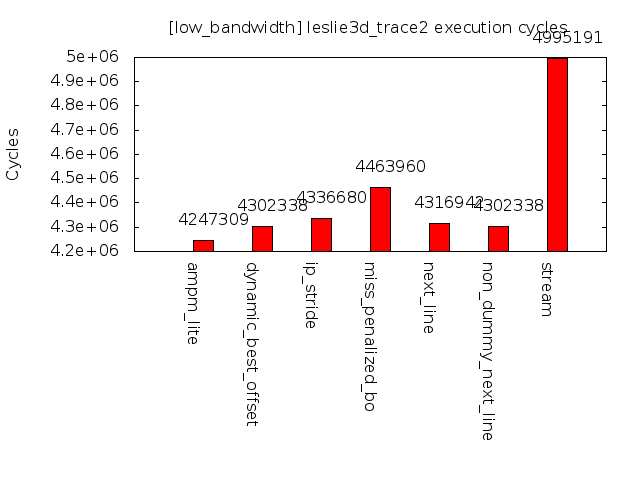 [low_bandwidth] leslie3d_trace2 execution cycles
Cycles
5e+06
4.9e+06
4.8e+06
4.7e+06
4.6e+06
4.5e+06
4.4e+06
4.3e+06
4.2e+06
4247309
4302338
4336680
4463960
4316942
4302338
4995191
ampm_lite
dynamic_best_offset
ip_stride
miss_penalized_bo
next_line
non_dummy_next_line
stream